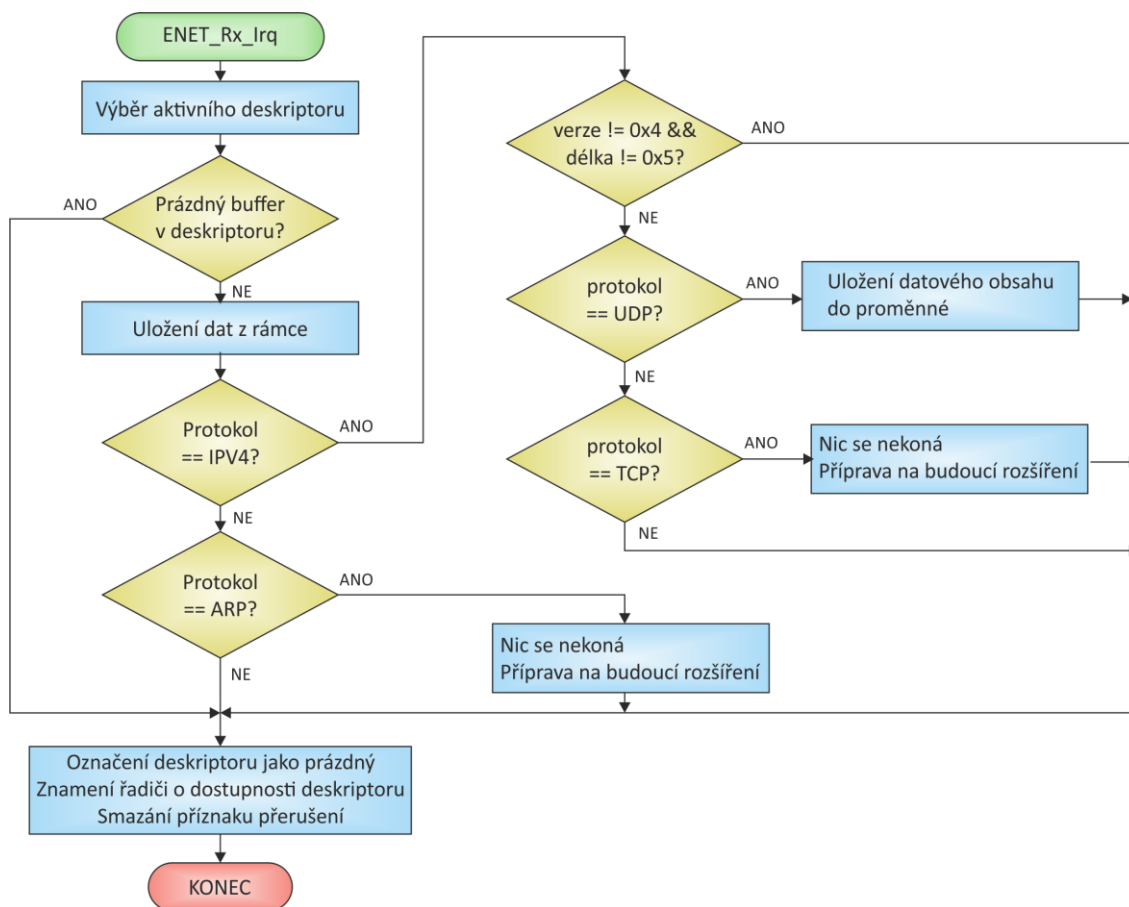 ENET_Rx_Irq
Výběr aktivního deskriptoru
Prázdný buffer
v deskriptoru?
ANO
NE
Uložení dat z rámce
Protokol
== IPV4?
ANO
NE
Protokol
== ARP?
ANO
NE
Nic se nekoná
Příprava na budoucí rozšíření
verze != 0x4 &&
délka != 0x5?
ANO
NE
protokol
== UDP?
ANO
Uložení datového obsahu
do proměnné
NE
protokol
== TCP?
ANO
Nic se nekoná
Příprava na budoucí rozšíření
NE
Označení deskriptoru jako prázdný
Znamení řadiči o dostupnosti deskriptoru
Smazání příznaku přerušení
KONEC